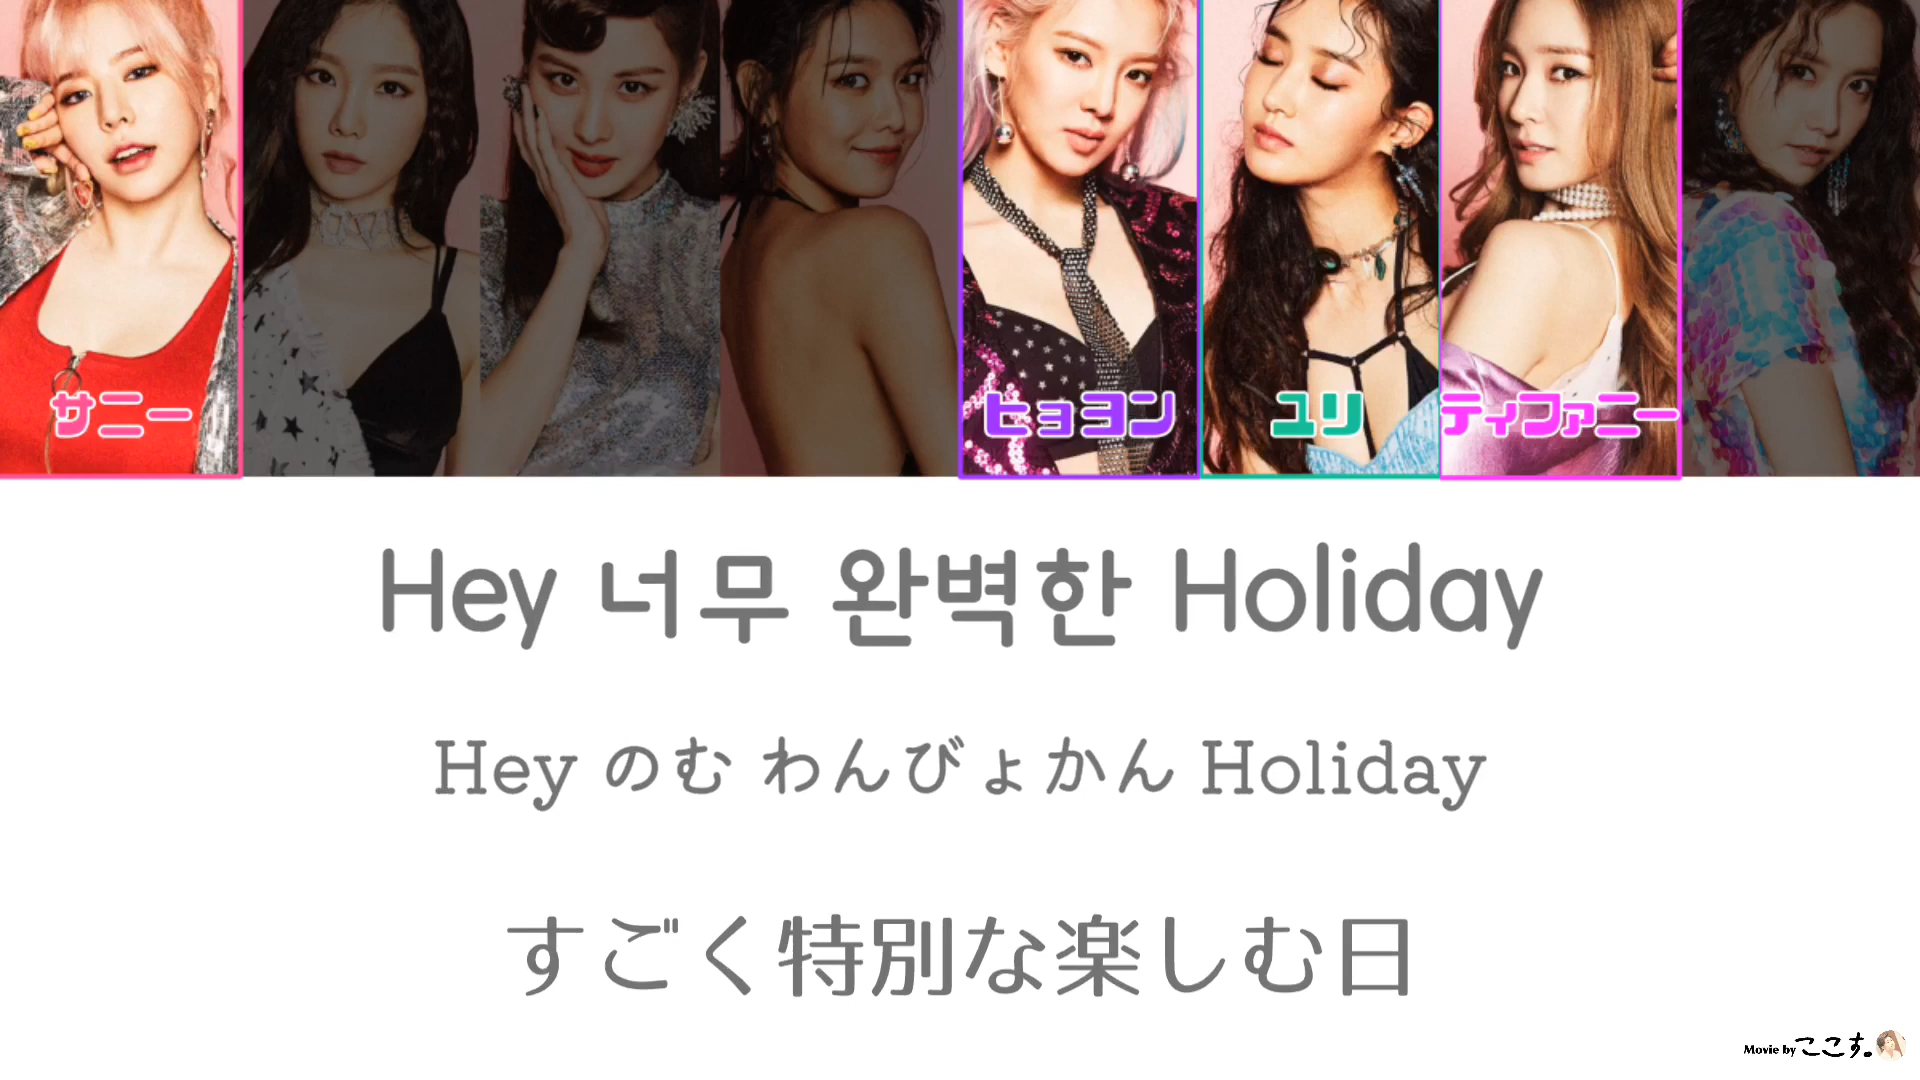 サニー
ヒョヨン
ユリ
ティファニー
Hey 너무 완벽한 Holiday
Hey のむ わんびょかん Holiday
すごく特別な楽しむ日
Movie by ここす。